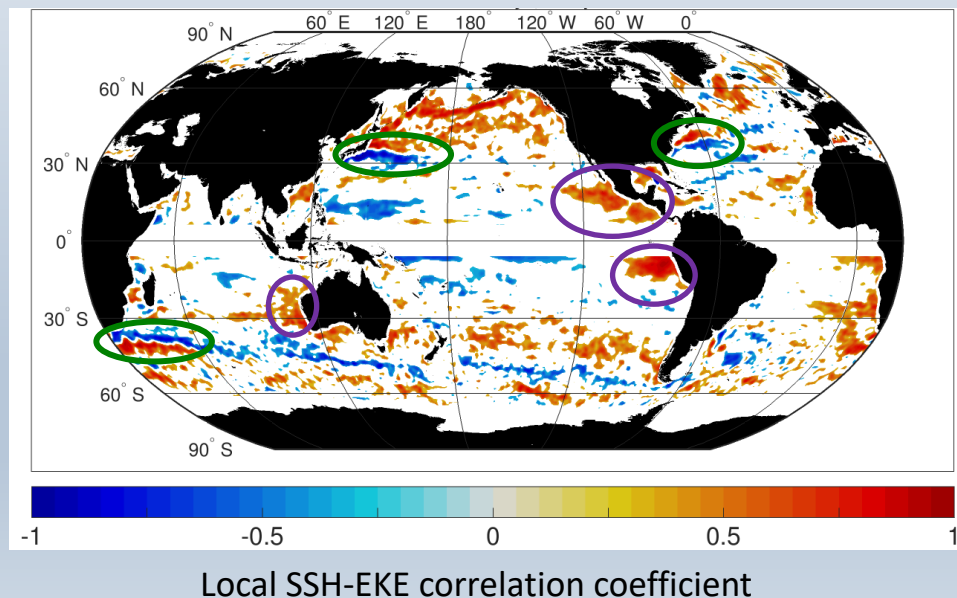 60° E 120° E 180° 120° W 60° W 0°
90° N
60° N
30° N
0°
30° S
60° S
90° S
-1 -0.5 0 0.5 1
Local SSH-EKE correlation coefficient